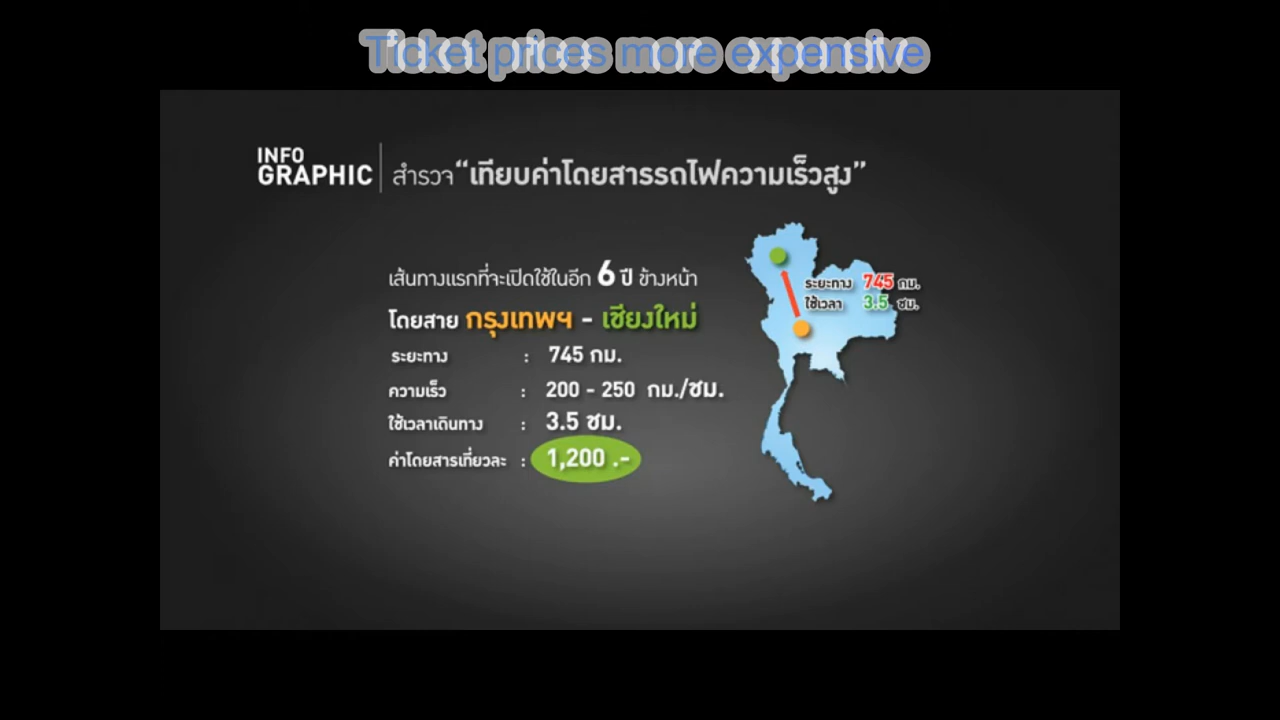 Ticket prices more expensive
INFO
GRAPHIC
สำรวจ “เทียบค่าโดยสารรถไฟความเร็วสูง”
เส้นทางแรกที่จะเปิดใช้ในอีก 6 ปี ข้างหน้า
โดยสาย กรุงเทพฯ - เชียงใหม่
ระยะทาง : 745 กม.
ความเร็ว : 200 - 250 กม./ชม.
ใช้เวลาเดินทาง : 3.5 ชม.
ค่าโดยสารเที่ยวละ : 1,200 .-
ระยะทาง 745 กม.
ใช้เวลา 3.5 ชม.